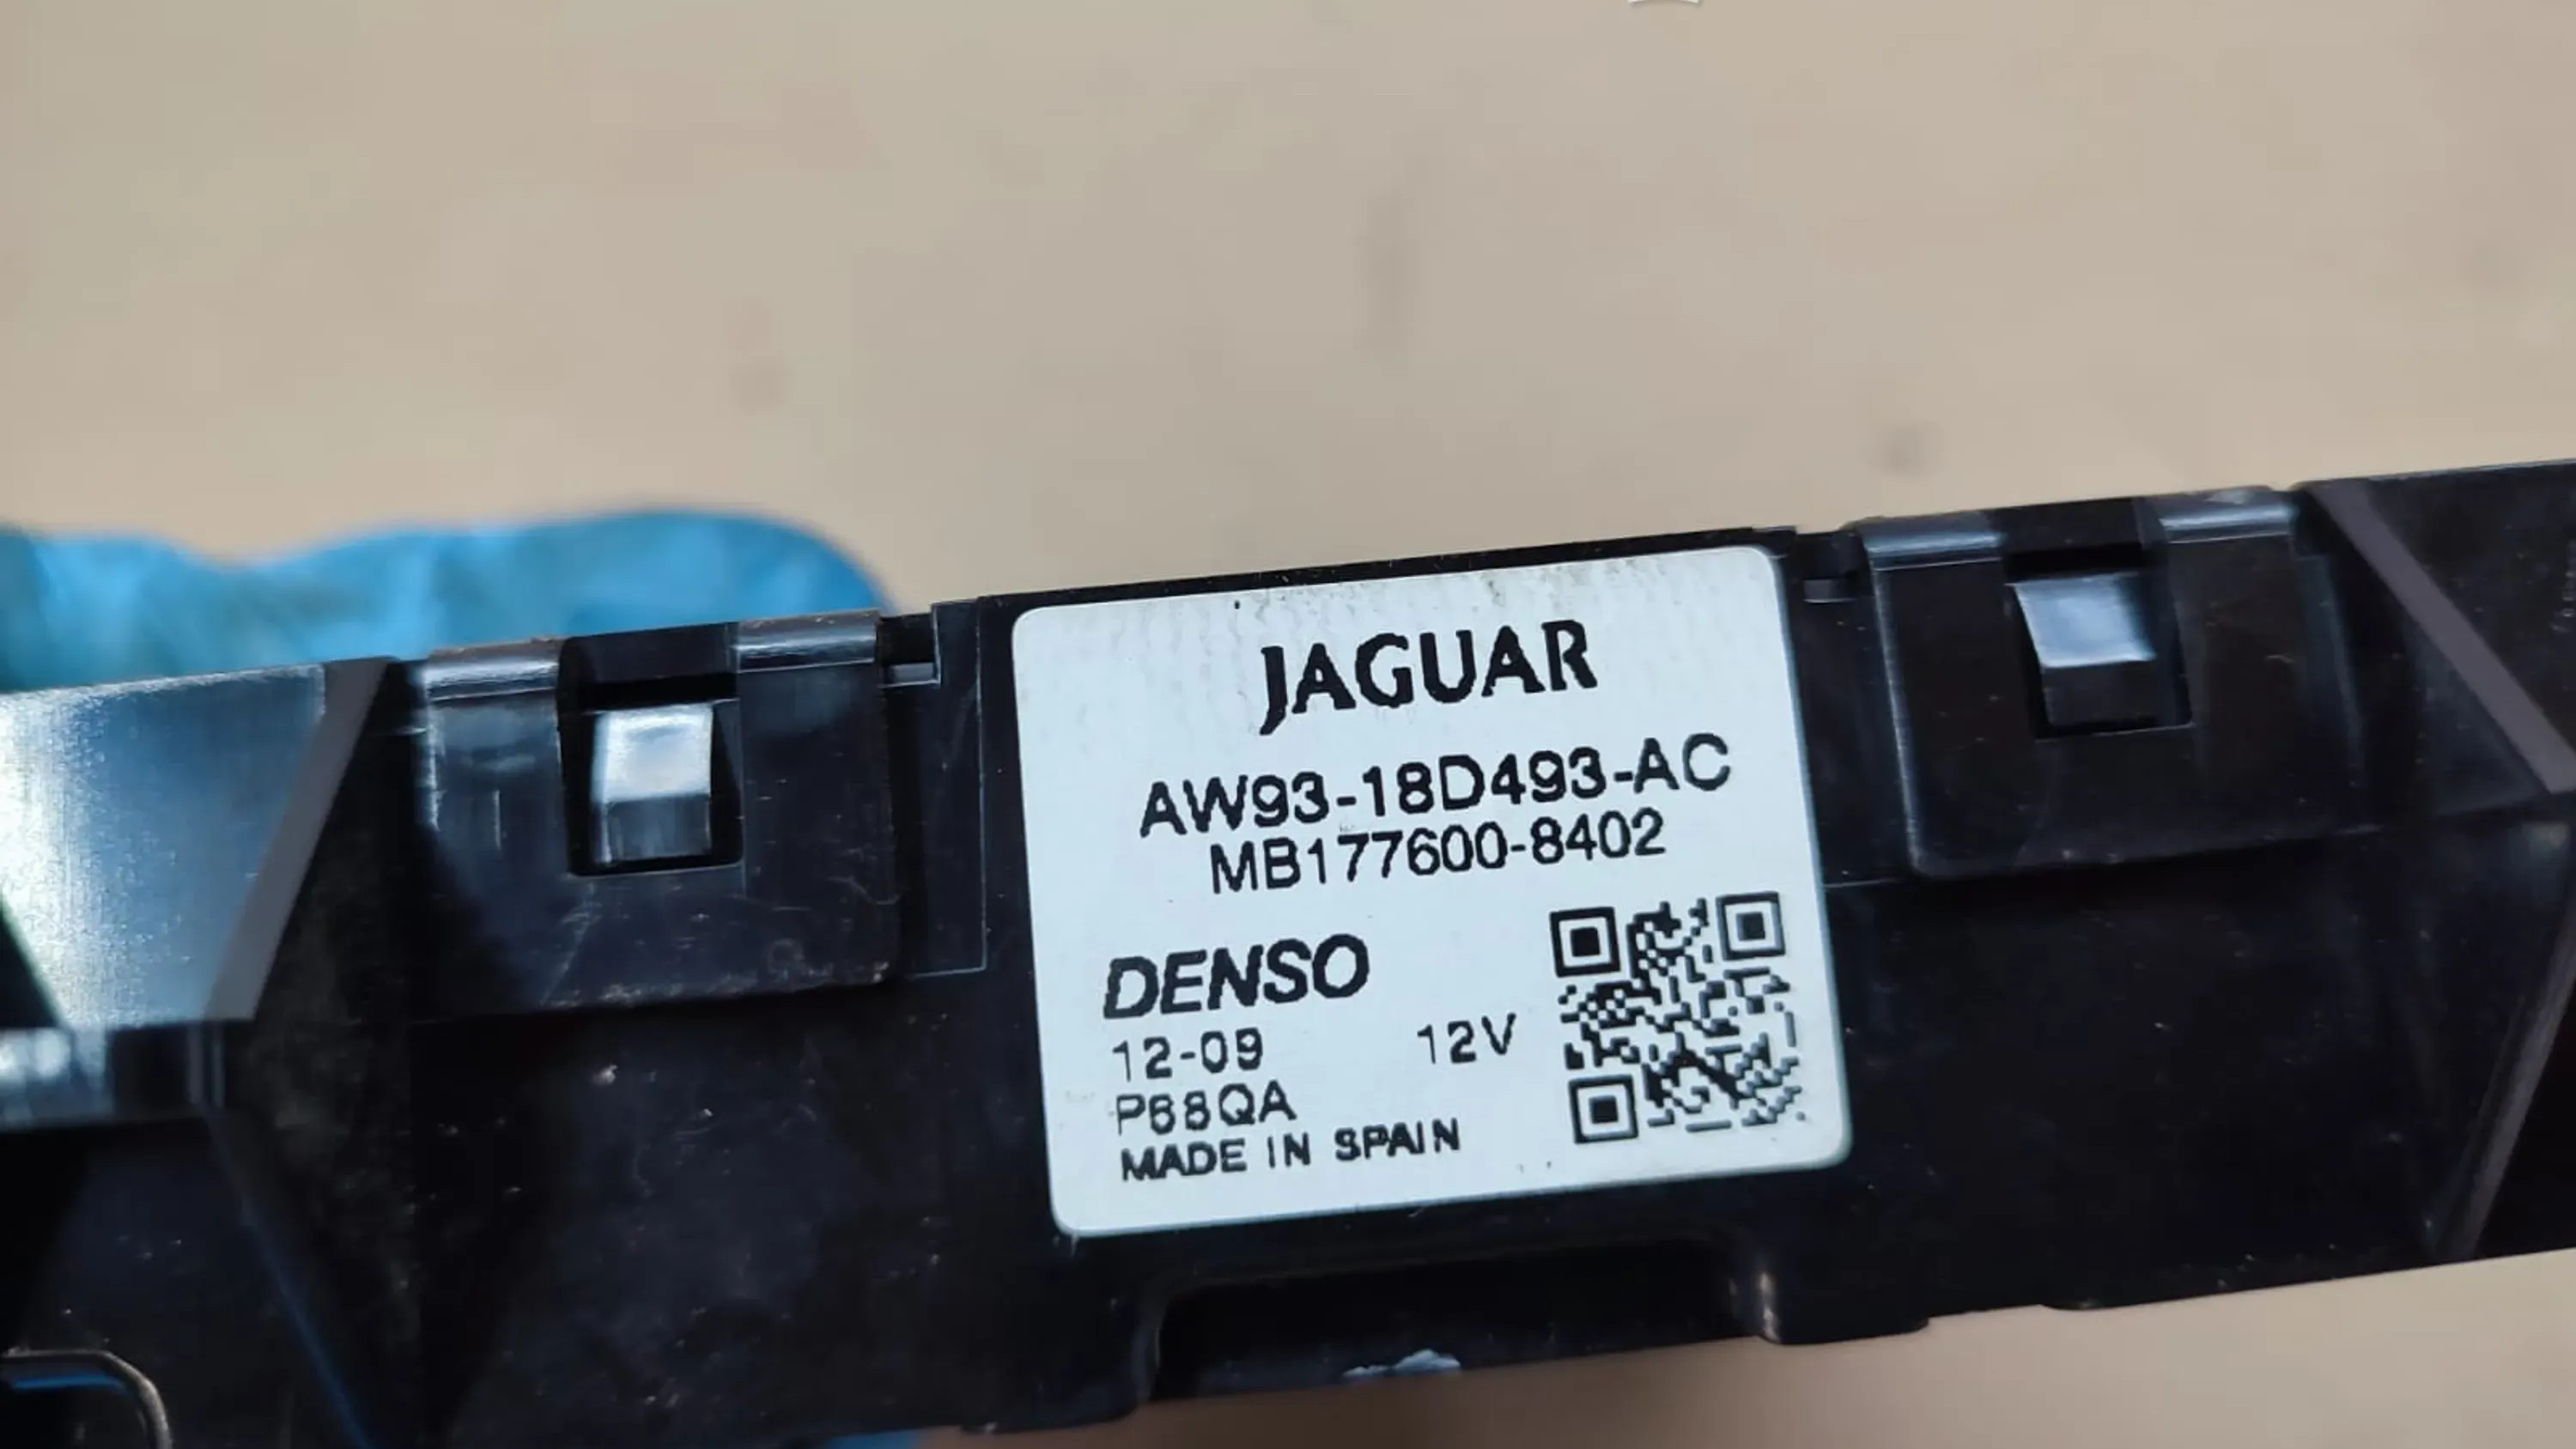 JAGUAR
AW93-18D493-AC
MB177600-8402
DENSO
12-09 12V
P68QA
MADE IN SPAIN